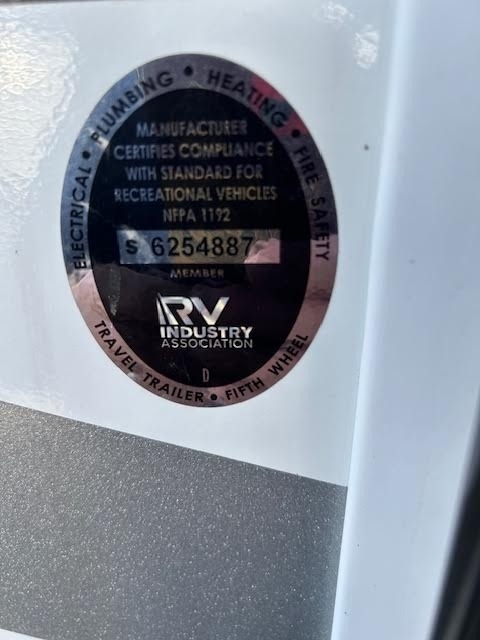 ELECTRICAL • PLUMBING • HEATING • FIRE SAFETY
MANUFACTURER
CERTIFIES COMPLIANCE
WITH STANDARD FOR
RECREATIONAL VEHICLES
NFPA 1192
S 6254887
MEMBER
RV
INDUSTRY
ASSOCIATION
D
TRAVEL TRAILER • FIFTH WHEEL